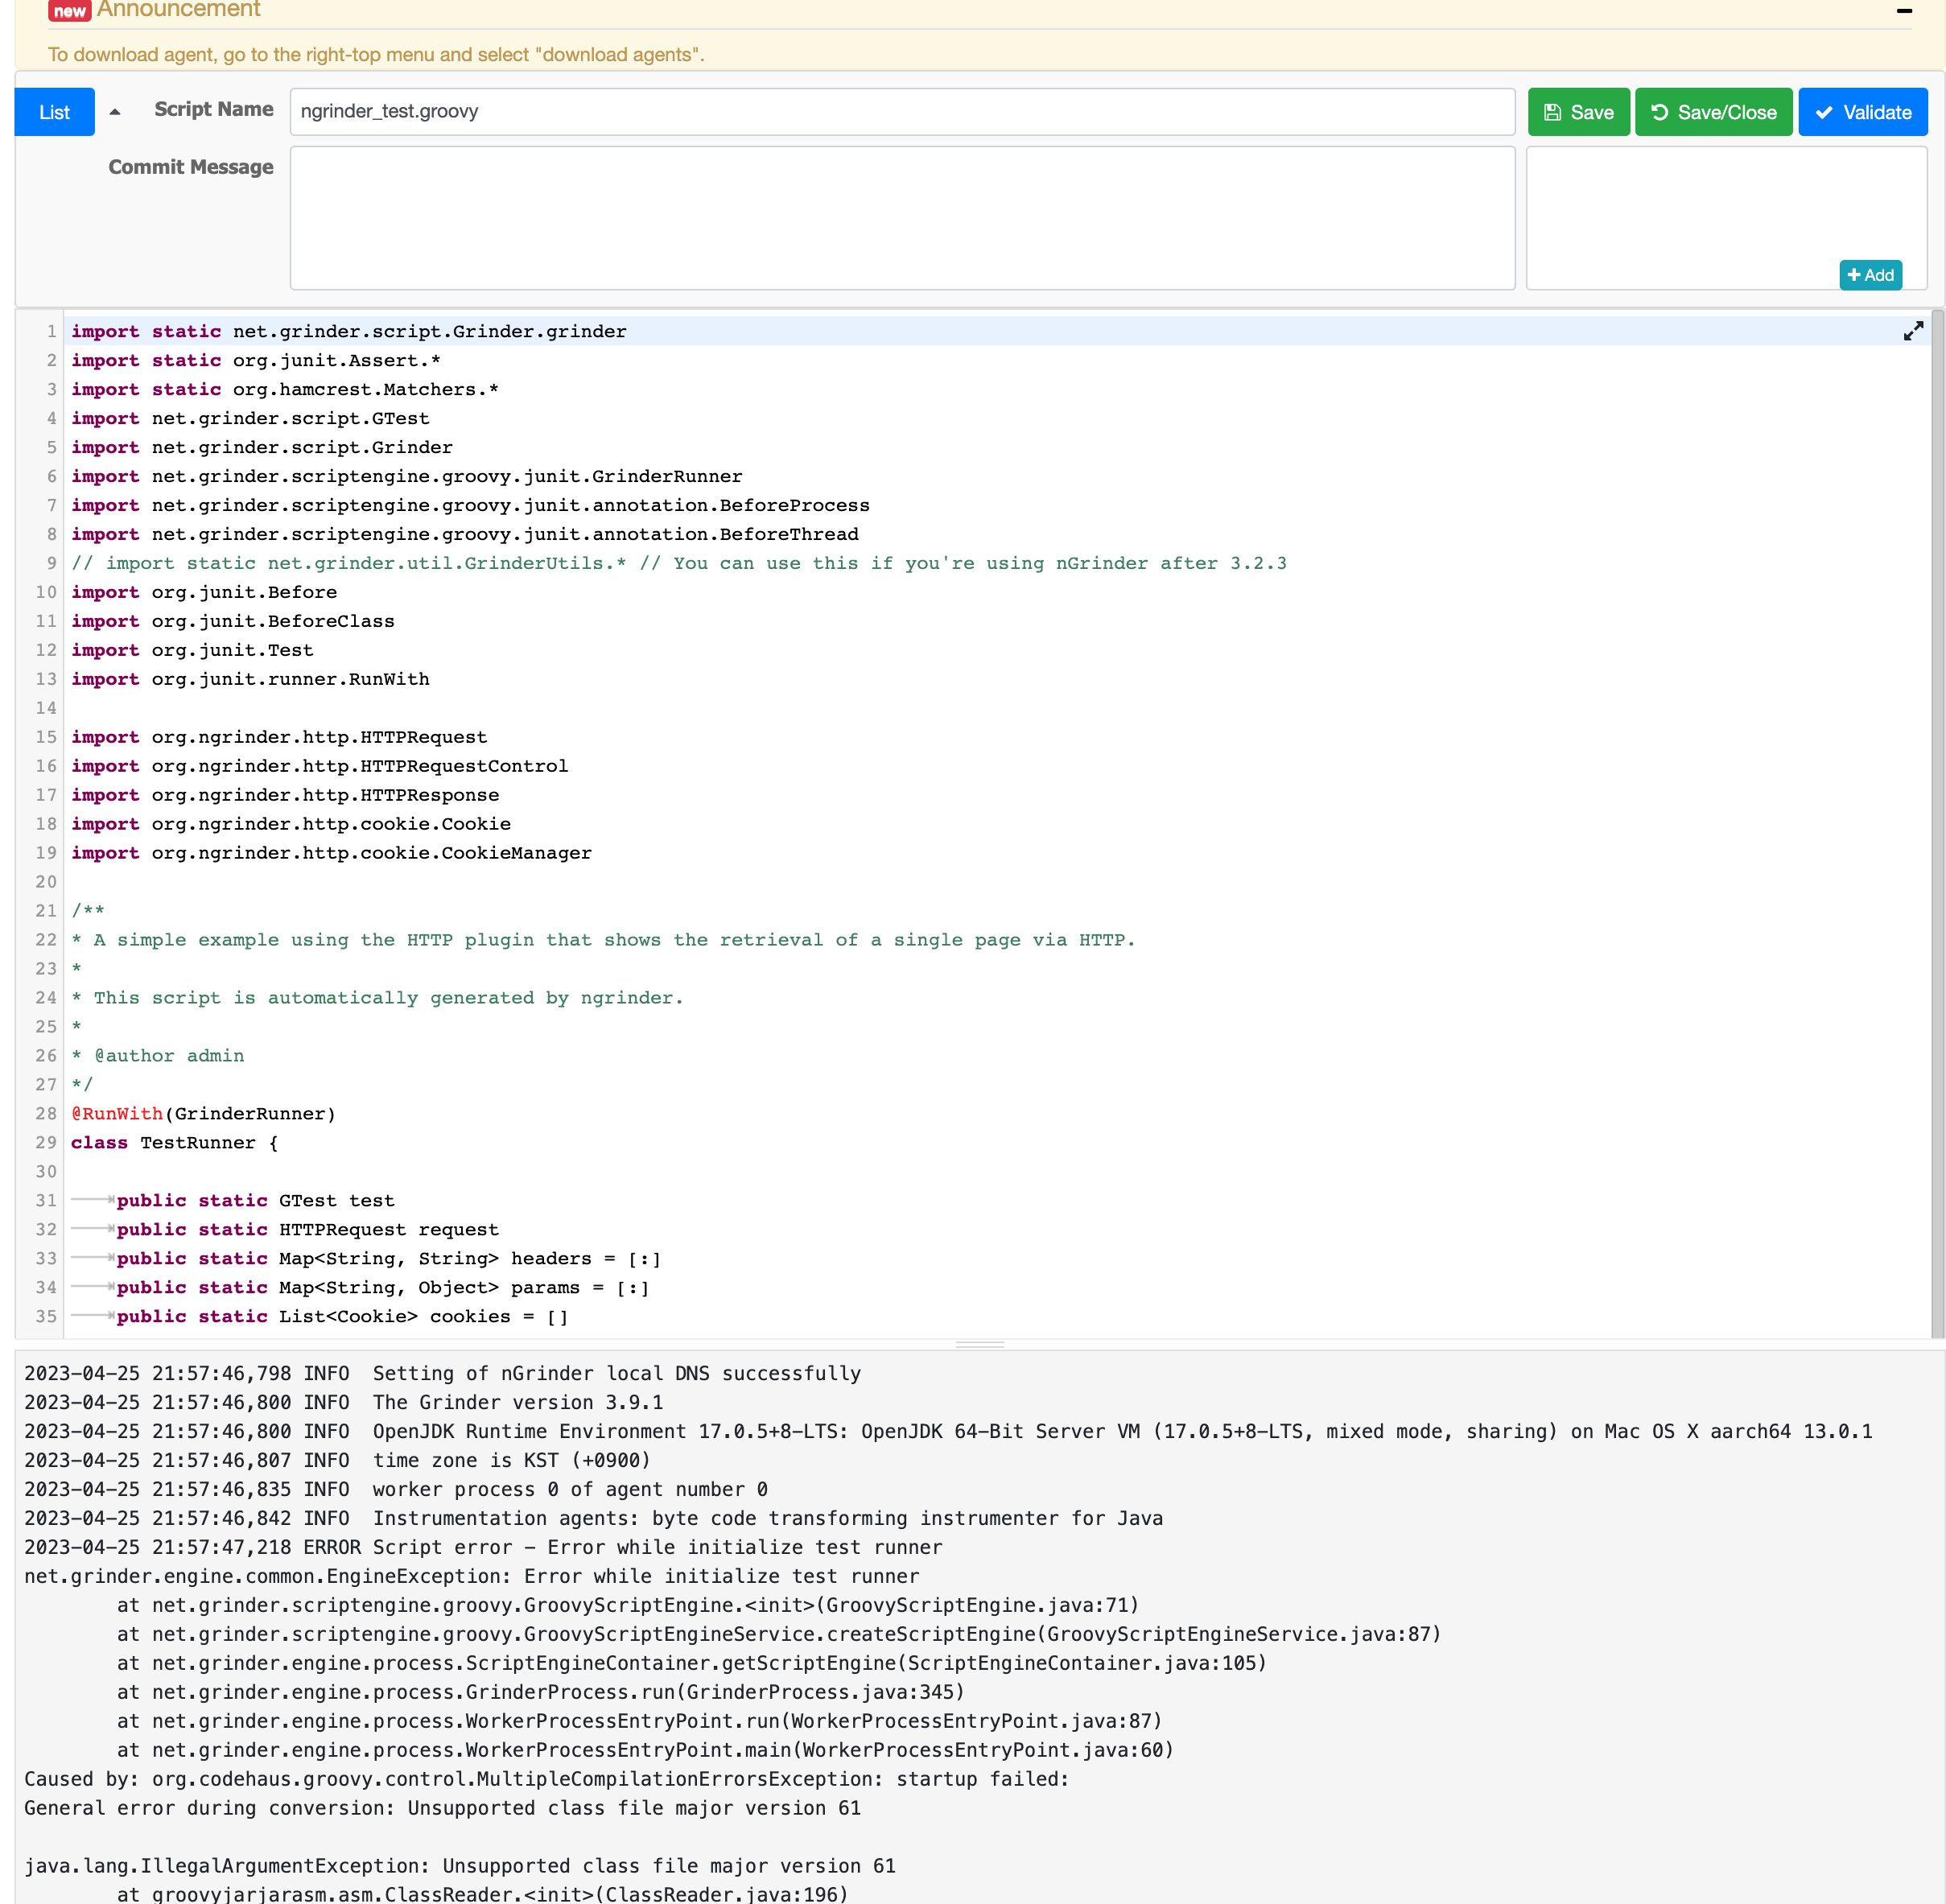 new Announcement
To download agent, go to the right-top menu and select "download agents".
List Script Name ngrinder_test.groovy Save Save/Close Validate
Commit Message
Add
1 import static net.grinder.script.Grinder.grinder
2 import static org.junit.Assert.*
3 import static org.hamcrest.Matchers.*
4 import net.grinder.script.GTest
5 import net.grinder.script.Grinder
6 import net.grinder.scriptengine.groovy.junit.GrinderRunner
7 import net.grinder.scriptengine.groovy.junit.annotation.BeforeProcess
8 import net.grinder.scriptengine.groovy.junit.annotation.BeforeThread
9 // import static net.grinder.util.GrinderUtils.* // You can use this if you're using nGrinder after 3.2.3
10 import org.junit.Before
11 import org.junit.BeforeClass
12 import org.junit.Test
13 import org.junit.runner.RunWith
14
15 import org.ngrinder.http.HTTPRequest
16 import org.ngrinder.http.HTTPRequestControl
17 import org.ngrinder.http.HTTPResponse
18 import org.ngrinder.http.cookie.Cookie
19 import org.ngrinder.http.cookie.CookieManager
20
21 /**
22 * A simple example using the HTTP plugin that shows the retrieval of a single page via HTTP.
23 *
24 * This script is automatically generated by ngrinder.
25 *
26 * @author admin
27 */
28 @RunWith(GrinderRunner)
29 class TestRunner {
30
31 public static GTest test
32 public static HTTPRequest request
33 public static Map<String, String> headers = [:]
34 public static Map<String, Object> params = [:]
35 public static List<Cookie> cookies = []
2023-04-25 21:57:46,798 INFO  Setting of nGrinder local DNS successfully
2023-04-25 21:57:46,800 INFO  The Grinder version 3.9.1
2023-04-25 21:57:46,800 INFO  OpenJDK Runtime Environment 17.0.5+8-LTS: OpenJDK 64-Bit Server VM (17.0.5+8-LTS, mixed mode, sharing) on Mac OS X aarch64 13.0.1
2023-04-25 21:57:46,807 INFO  time zone is KST (+0900)
2023-04-25 21:57:46,835 INFO  worker process 0 of agent number 0
2023-04-25 21:57:46,842 INFO  Instrumentation agents: byte code transforming instrumenter for Java
2023-04-25 21:57:47,218 ERROR Script error - Error while initialize test runner
net.grinder.engine.common.EngineException: Error while initialize test runner
at net.grinder.scriptengine.groovy.GroovyScriptEngine.<init>(GroovyScriptEngine.java:71)
at net.grinder.scriptengine.groovy.GroovyScriptEngineService.createScriptEngine(GroovyScriptEngineService.java:87)
at net.grinder.engine.process.ScriptEngineContainer.getScriptEngine(ScriptEngineContainer.java:105)
at net.grinder.engine.process.GrinderProcess.run(GrinderProcess.java:345)
at net.grinder.engine.process.WorkerProcessEntryPoint.run(WorkerProcessEntryPoint.java:87)
at net.grinder.engine.process.WorkerProcessEntryPoint.main(WorkerProcessEntryPoint.java:60)
Caused by: org.codehaus.groovy.control.MultipleCompilationErrorsException: startup failed:
General error during conversion: Unsupported class file major version 61
java.lang.IllegalArgumentException: Unsupported class file major version 61
at groovyjarjarasm.asm.ClassReader.<init>(ClassReader.java:196)